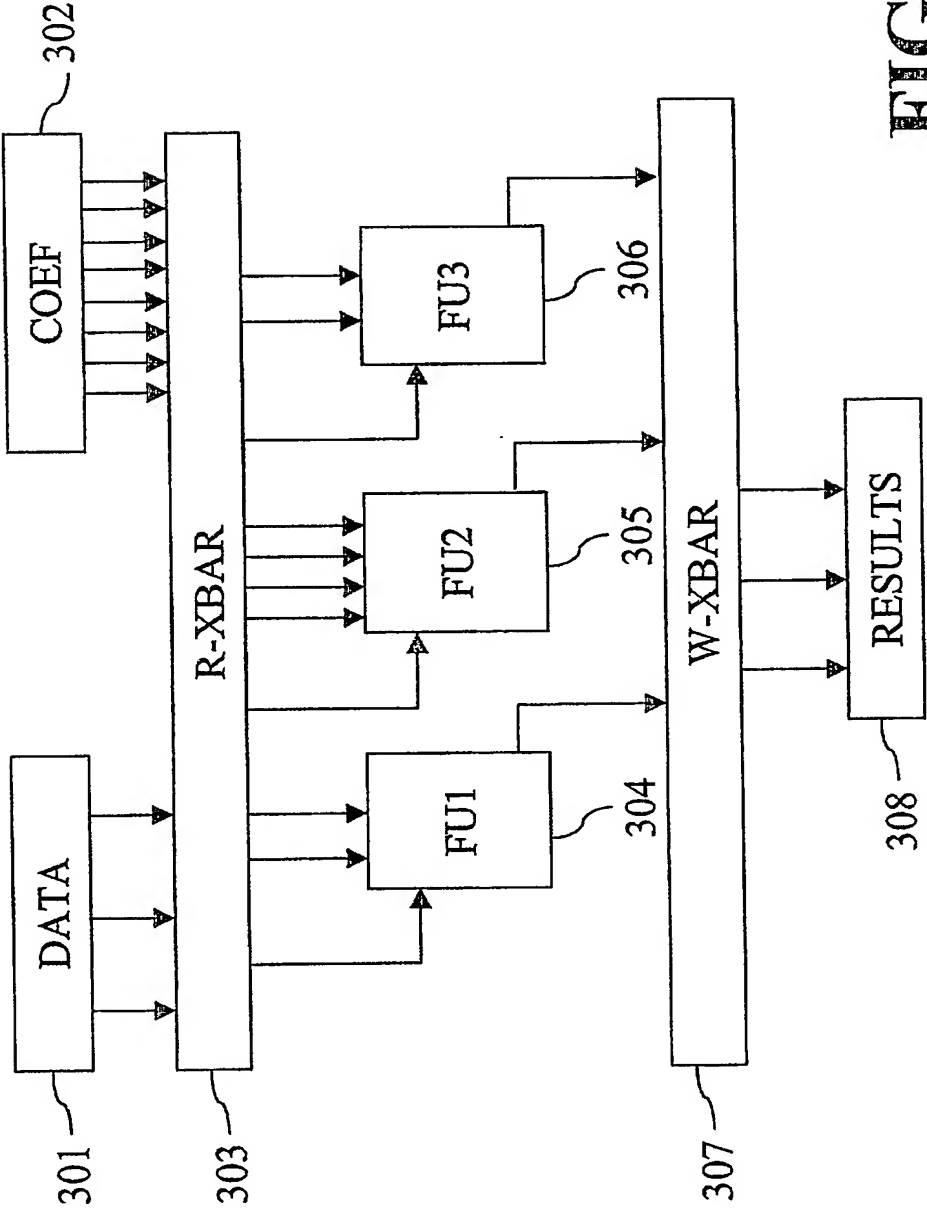 302
COEF
DATA
301
R-XBAR
303
FU1
FU2
FU3
304
305
306
W-XBAR
307
RESULTS
308
FIG